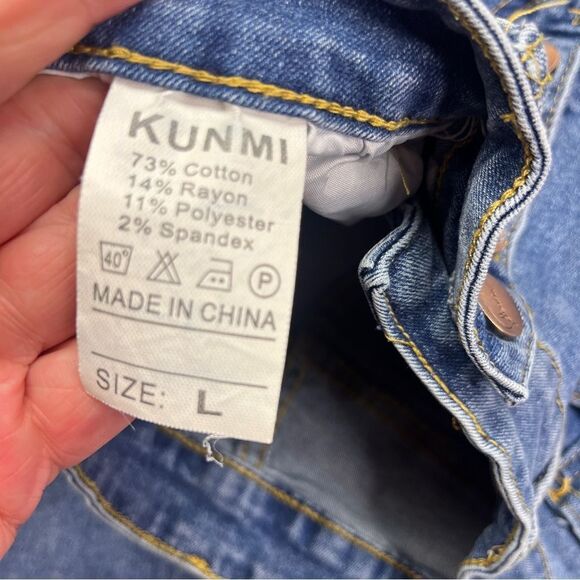 KUNMI
73% Cotton
14% Rayon
11% Polyester
2% Spandex
40° P
MADE IN CHINA
SIZE: L